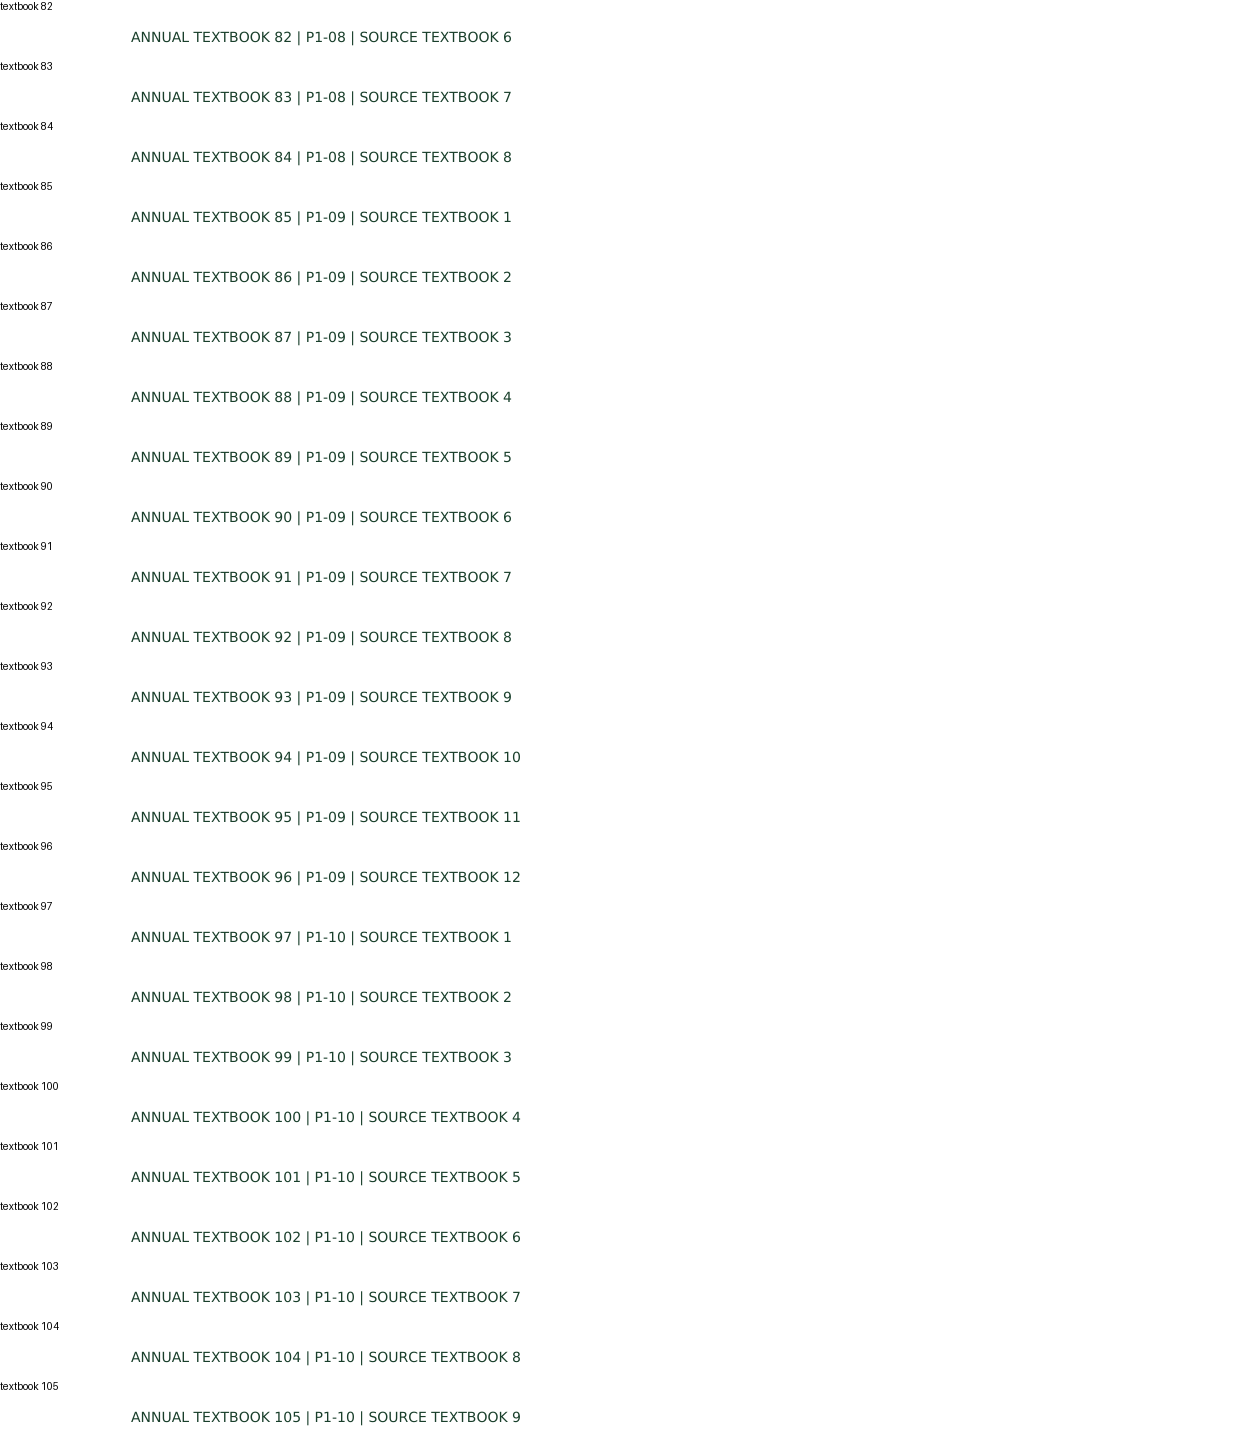 textbook 82
ANNUAL TEXTBOOK 82 | P1-08 | SOURCE TEXTBOOK 6
textbook 83
ANNUAL TEXTBOOK 83 | P1-08 | SOURCE TEXTBOOK 7
textbook 84
ANNUAL TEXTBOOK 84 | P1-08 | SOURCE TEXTBOOK 8
textbook 85
ANNUAL TEXTBOOK 85 | P1-09 | SOURCE TEXTBOOK 1
textbook 86
ANNUAL TEXTBOOK 86 | P1-09 | SOURCE TEXTBOOK 2
textbook 87
ANNUAL TEXTBOOK 87 | P1-09 | SOURCE TEXTBOOK 3
textbook 88
ANNUAL TEXTBOOK 88 | P1-09 | SOURCE TEXTBOOK 4
textbook 89
ANNUAL TEXTBOOK 89 | P1-09 | SOURCE TEXTBOOK 5
textbook 90
ANNUAL TEXTBOOK 90 | P1-09 | SOURCE TEXTBOOK 6
textbook 91
ANNUAL TEXTBOOK 91 | P1-09 | SOURCE TEXTBOOK 7
textbook 92
ANNUAL TEXTBOOK 92 | P1-09 | SOURCE TEXTBOOK 8
textbook 93
ANNUAL TEXTBOOK 93 | P1-09 | SOURCE TEXTBOOK 9
textbook 94
ANNUAL TEXTBOOK 94 | P1-09 | SOURCE TEXTBOOK 10
textbook 95
ANNUAL TEXTBOOK 95 | P1-09 | SOURCE TEXTBOOK 11
textbook 96
ANNUAL TEXTBOOK 96 | P1-09 | SOURCE TEXTBOOK 12
textbook 97
ANNUAL TEXTBOOK 97 | P1-10 | SOURCE TEXTBOOK 1
textbook 98
ANNUAL TEXTBOOK 98 | P1-10 | SOURCE TEXTBOOK 2
textbook 99
ANNUAL TEXTBOOK 99 | P1-10 | SOURCE TEXTBOOK 3
textbook 100
ANNUAL TEXTBOOK 100 | P1-10 | SOURCE TEXTBOOK 4
textbook 101
ANNUAL TEXTBOOK 101 | P1-10 | SOURCE TEXTBOOK 5
textbook 102
ANNUAL TEXTBOOK 102 | P1-10 | SOURCE TEXTBOOK 6
textbook 103
ANNUAL TEXTBOOK 103 | P1-10 | SOURCE TEXTBOOK 7
textbook 104
ANNUAL TEXTBOOK 104 | P1-10 | SOURCE TEXTBOOK 8
textbook 105
ANNUAL TEXTBOOK 105 | P1-10 | SOURCE TEXTBOOK 9